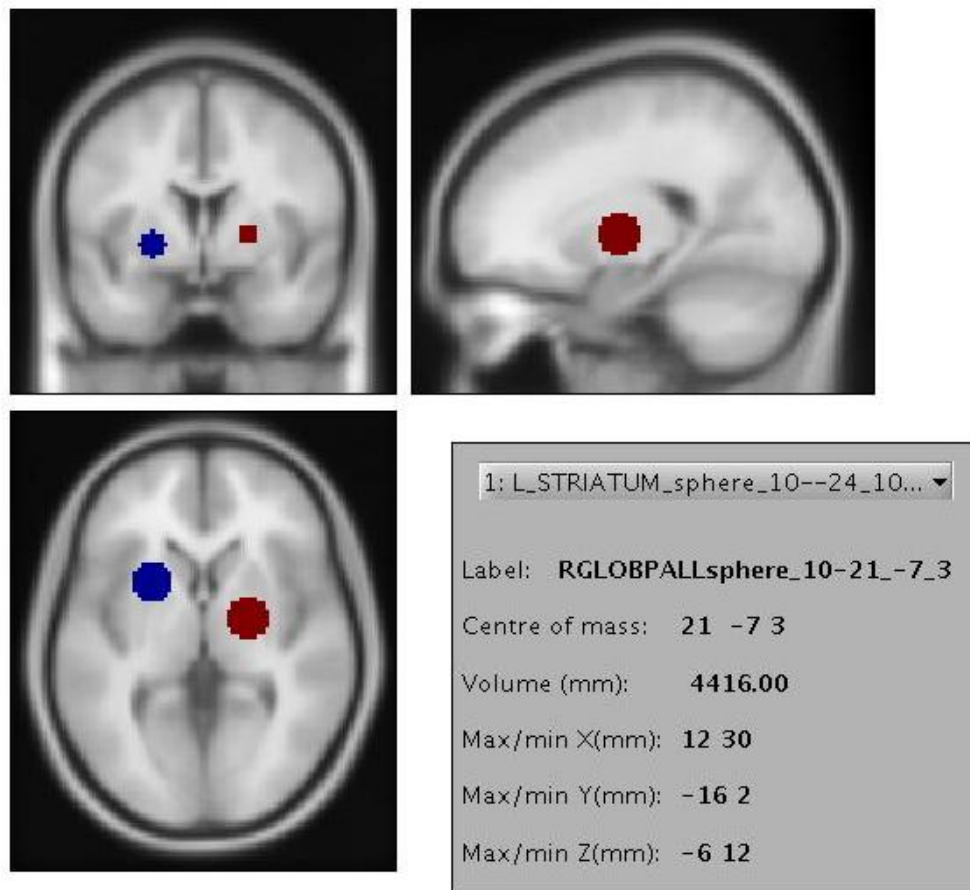 1: L_STRIATUM_sphere_10--24_10...
Label: RGLOBPALLsphere_10-21_-7_3
Centre of mass: 21 -7 3
Volume (mm): 4416.00
Max/min X(mm): 12 30
Max/min Y(mm): -16 2
Max/min Z(mm): -6 12